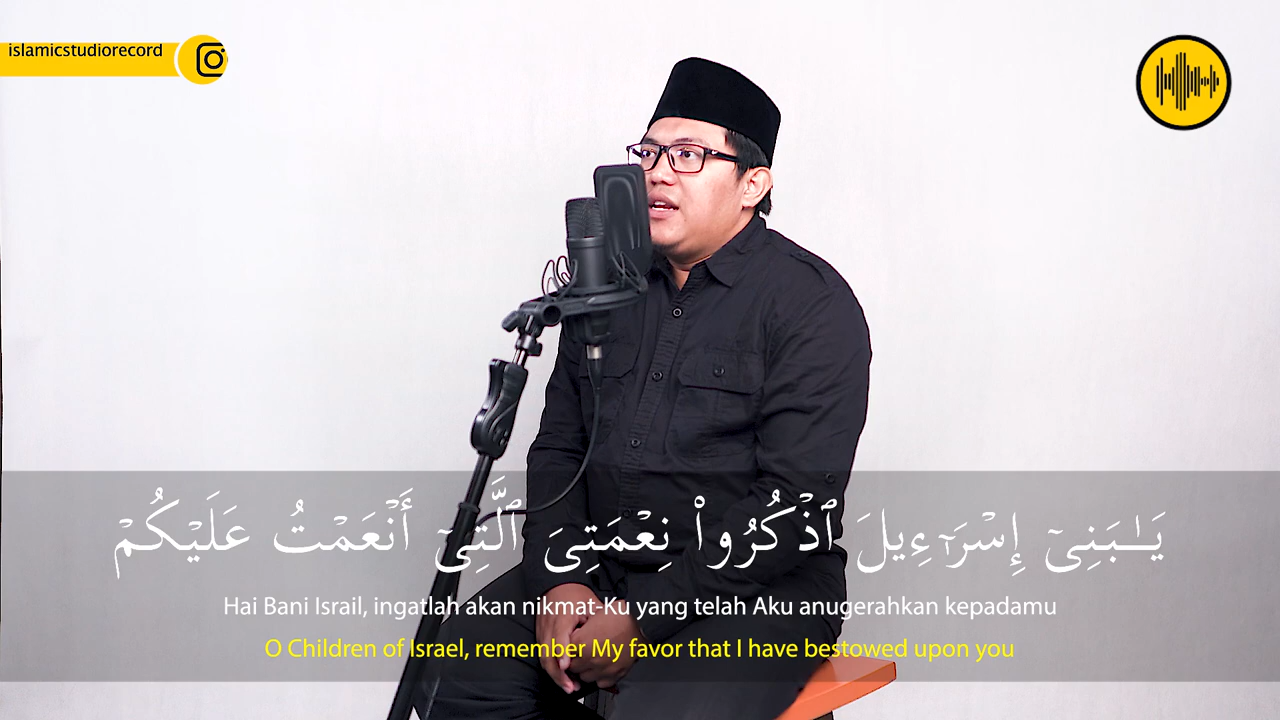 islamicstudiorecord
يَـٰبَنِىٓ إِسْرَٰٓءِيلَ ٱذْكُرُوا۟ نِعْمَتِىَ ٱلَّتِىٓ أَنْعَمْتُ عَلَيْكُمْ
Hai Bani Israil, ingatlah akan nikmat-Ku yang telah Aku anugerahkan kepadamu
O Children of Israel, remember My favor that I have bestowed upon you